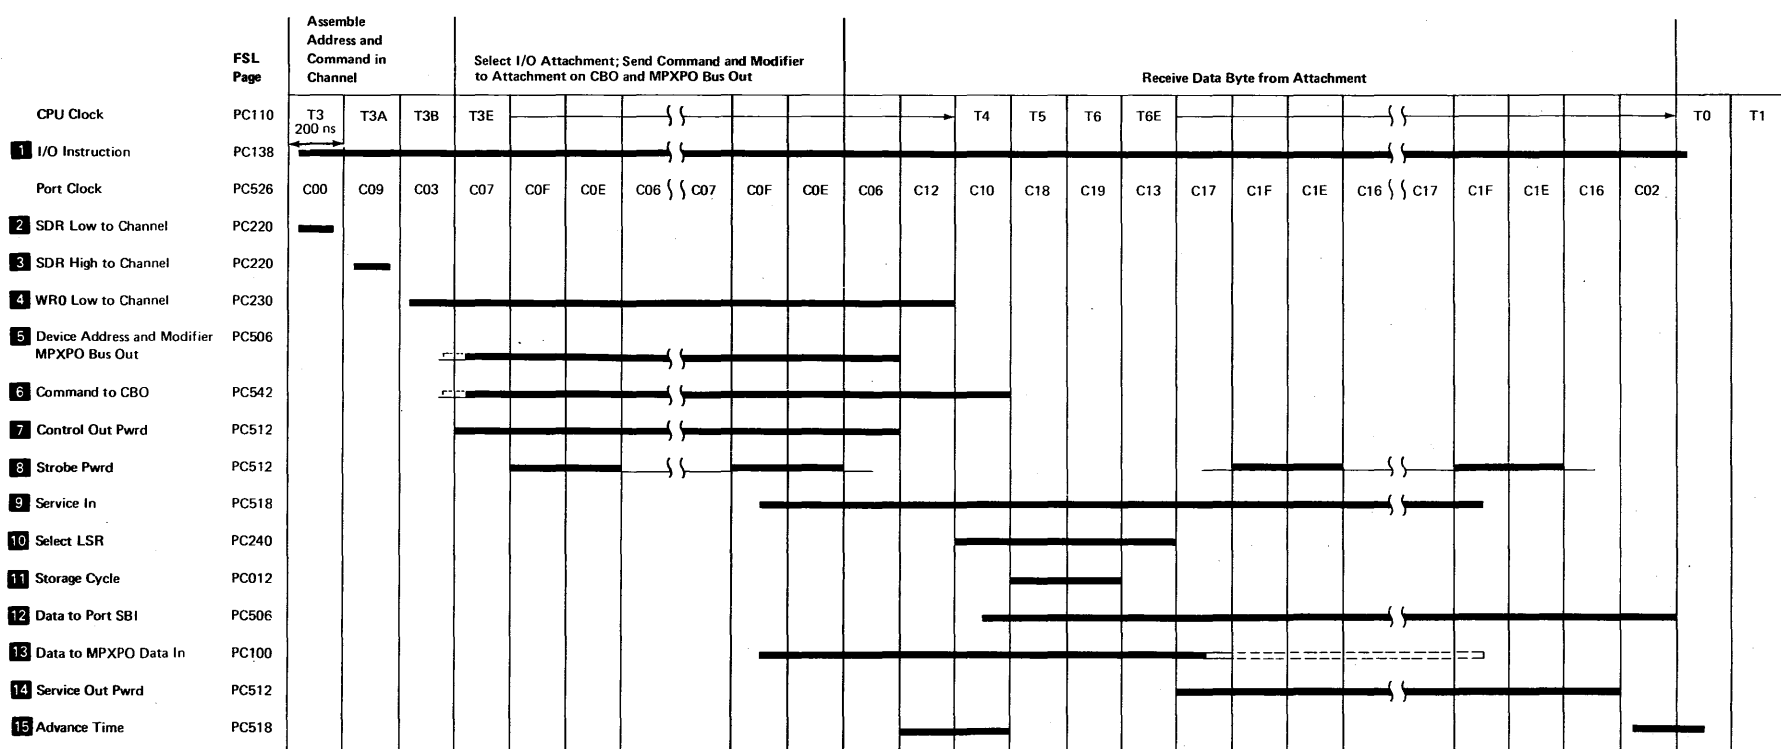 Assemble
Address and
Command in
Channel
FSL
Page
Select I/O Attachment; Send Command and Modifier
to Attachment on CBO and MPXPO Bus Out
Receive Data Byte from Attachment
CPU Clock PC110 T3 T3A T3B T3E T4 T5 T6 T6E T0 T1
200 ns
1 I/O Instruction PC138
Port Clock PC526 C00 C09 C03 C07 C0F C0E C06 C07 C0F C0E C06 C12 C10 C18 C19 C13 C17 C1F C1E C16 C17 C1F C1E C16 C02
2 SDR Low to Channel PC220
3 SDR High to Channel PC220
4 WR0 Low to Channel PC230
5 Device Address and Modifier PC506
MPXPO Bus Out
6 Command to CBO PC542
7 Control Out Pwrd PC512
8 Strobe Pwrd PC512
9 Service In PC518
10 Select LSR PC240
11 Storage Cycle PC012
12 Data to Port SBI PC506
13 Data to MPXPO Data In PC100
14 Service Out Pwrd PC512
15 Advance Time PC518